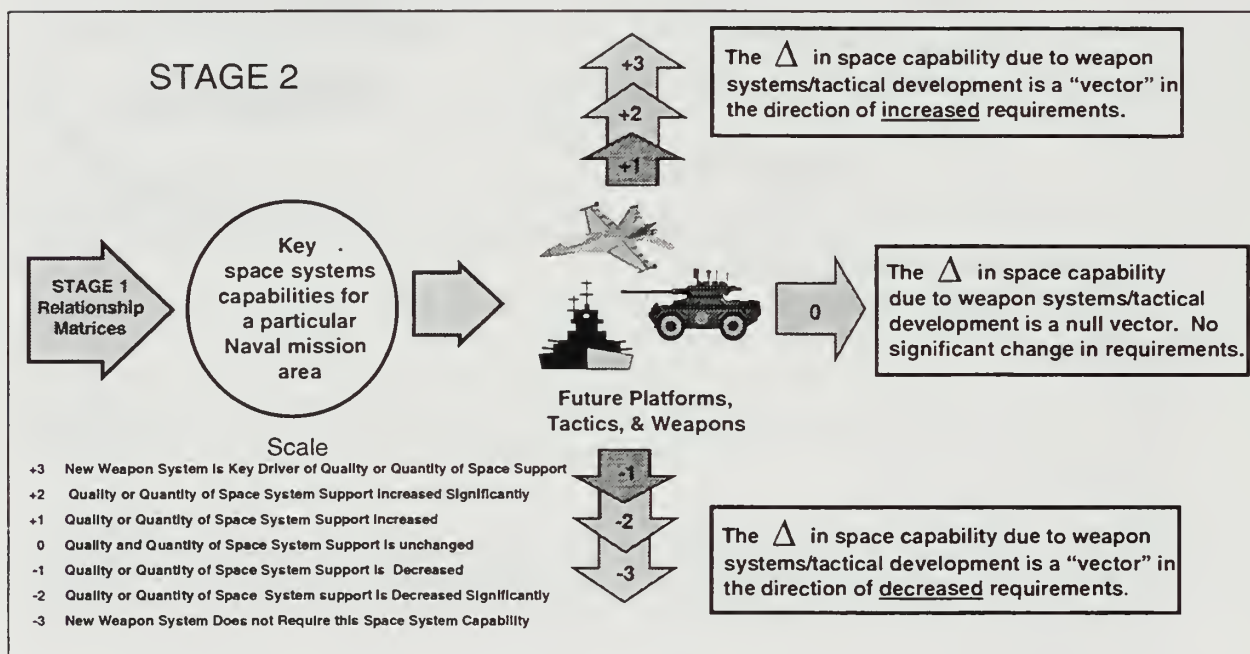 STAGE 2
STAGE 1
Relationship
Matrices
Key
space systems
capabilities for
a particular
Naval mission
area
+3
+2
+1
Future Platforms,
Tactics, & Weapons
-1
-2
-3
0
The Δ in space capability due to weapon
systems/tactical development is a "vector" in
the direction of increased requirements.
The Δ in space capability
due to weapon systems/tactical
development is a null vector. No
significant change in requirements.
The Δ in space capability due to weapon
systems/tactical development is a "vector" in
the direction of decreased requirements.
Scale
+3 New Weapon System is Key Driver of Quality or Quantity of Space Support
+2 Quality or Quantity of Space System Support Increased Significantly
+1 Quality or Quantity of Space System Support Increased
0 Quality and Quantity of Space System Support is unchanged
-1 Quality or Quantity of Space System Support is Decreased
-2 Quality or Quantity of Space System support is Decreased Significantly
-3 New Weapon System Does not Require this Space System Capability